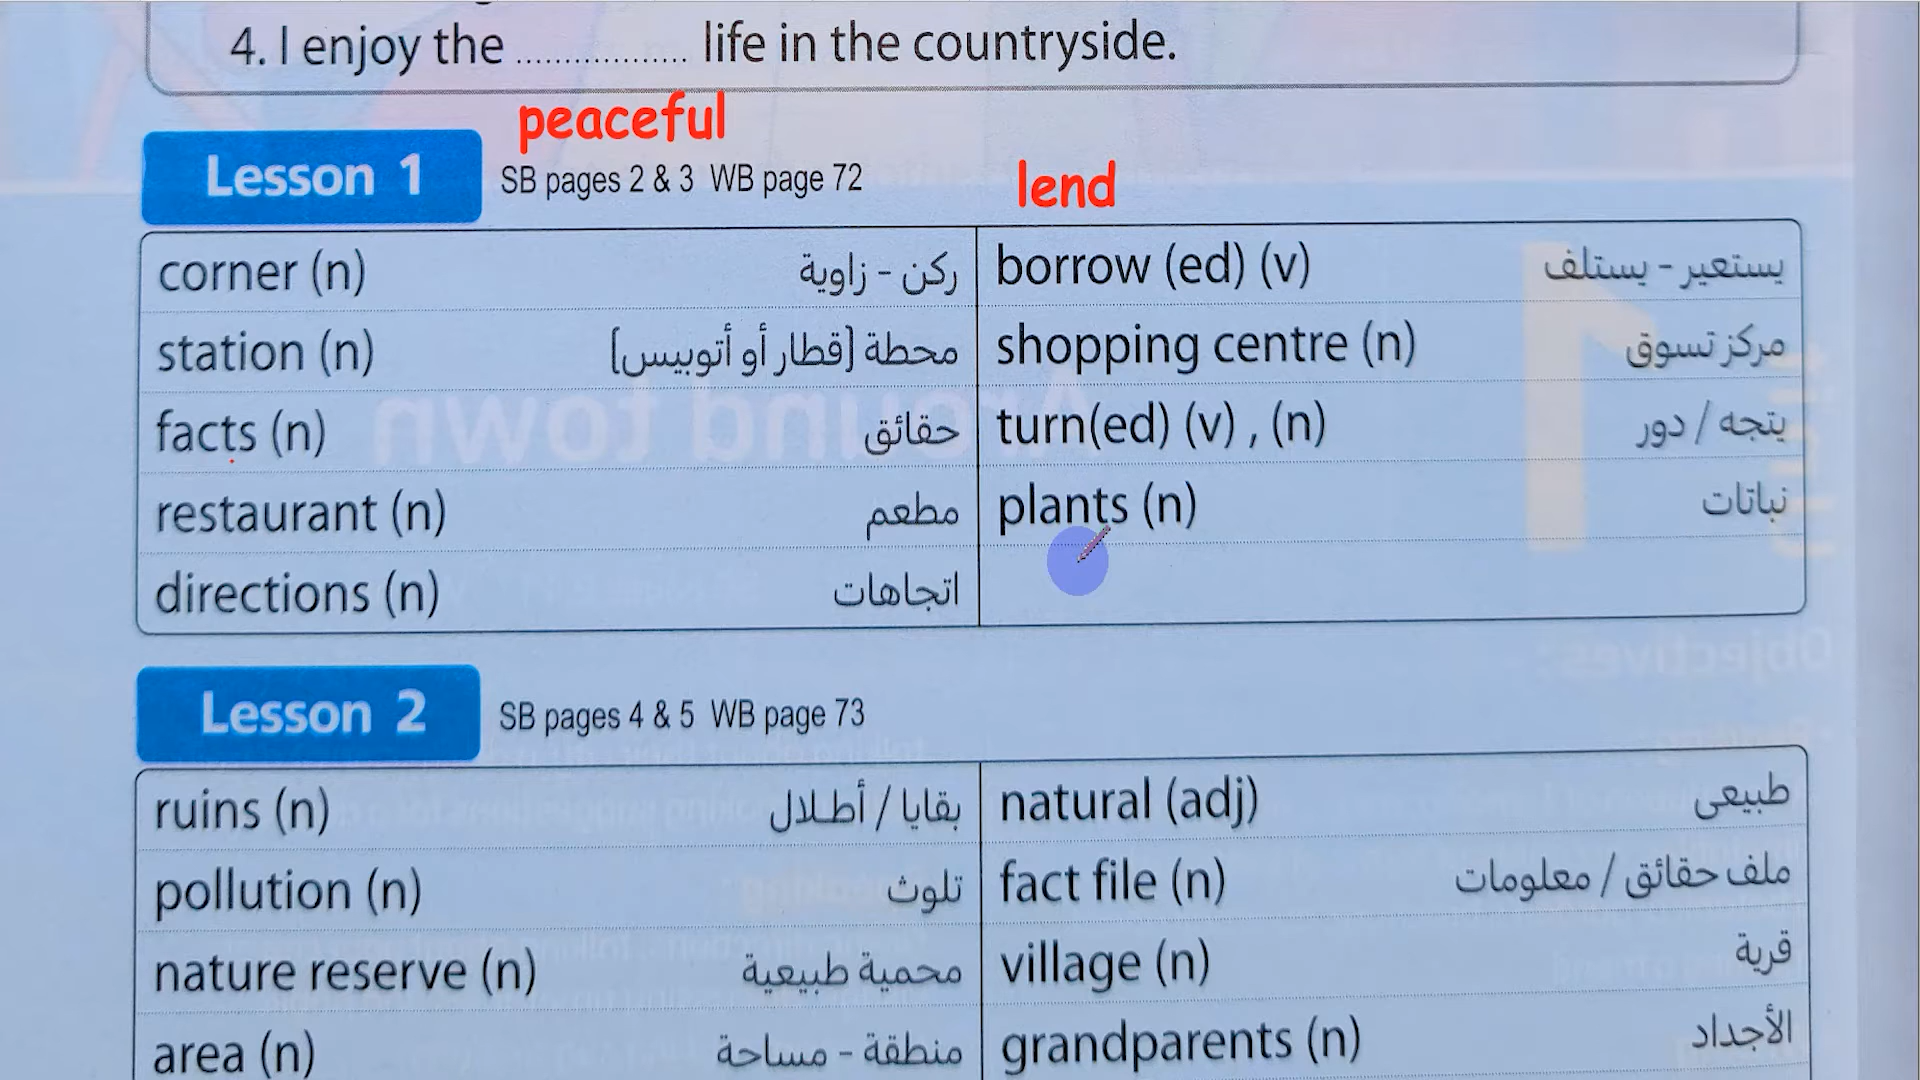 4. I enjoy the .................. life in the countryside.
peaceful
Lesson 1 SB pages 2 & 3 WB page 72
lend
corner (n) ركن - زاوية
station (n) محطة [قطار أو أتوبيس]
facts (n) حقائق
restaurant (n) مطعم
directions (n) اتجاهات
borrow (ed) (v) يستعير - يستلف
shopping centre (n) مركز تسوق
turn(ed) (v) , (n) يتجه / دور
plants (n) نباتات
Lesson 2 SB pages 4 & 5 WB page 73
ruins (n) بقايا / أطلال
pollution (n) تلوث
nature reserve (n) محمية طبيعية
area (n) منطقة - مساحة
natural (adj) طبيعى
fact file (n) ملف حقائق / معلومات
village (n) قرية
grandparents (n) الأجداد